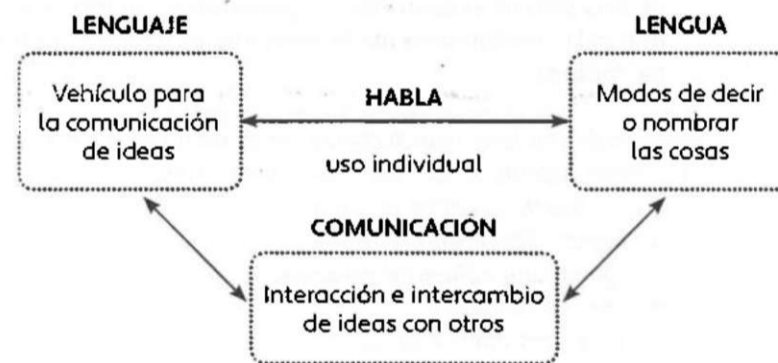 LENGUAJE
LENGUA
Vehículo para
la comunicación
de ideas
HABLA
uso individual
Modos de decir
o nombrar
las cosas
COMUNICACIÓN
Interacción e intercambio
de ideas con otros